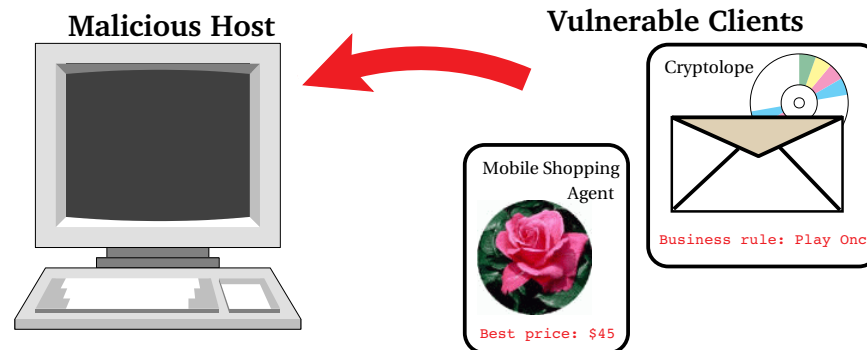 Malicious Host
Vulnerable Clients
Cryptolope
Mobile Shopping
Agent
Business rule: Play Onc
Best price: $45